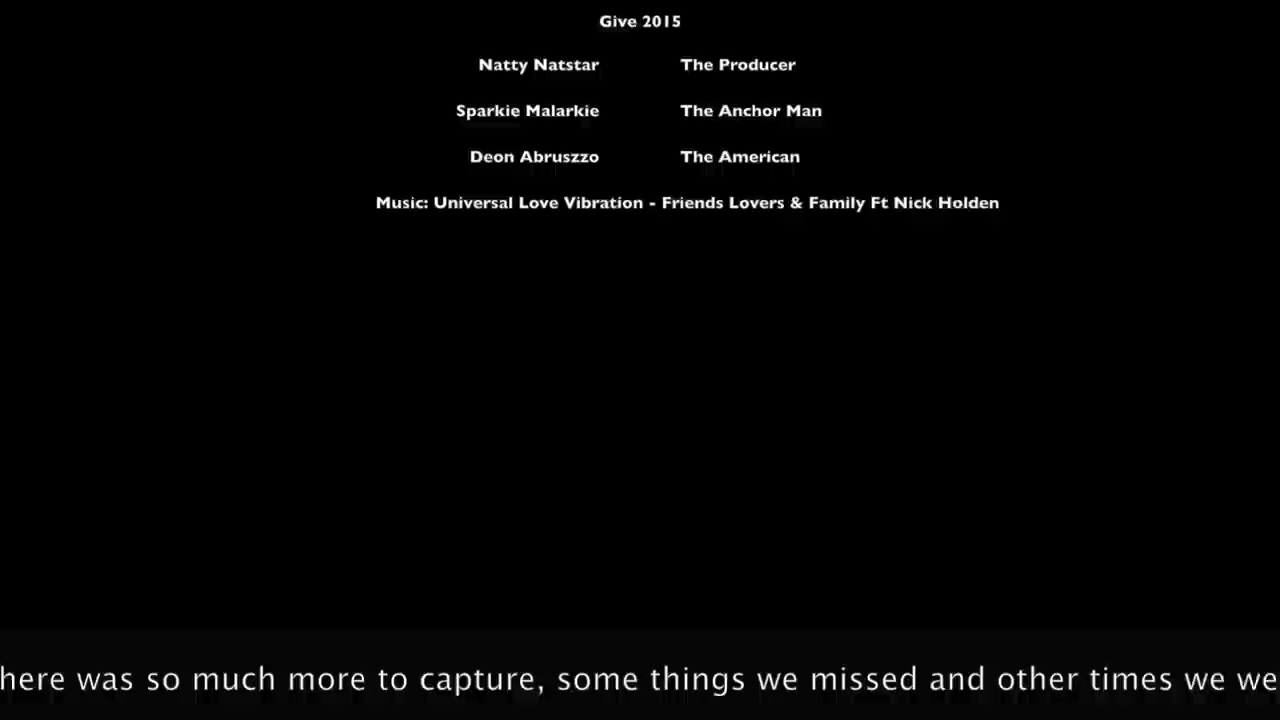 Give 2015
Natty Natstar The Producer
Sparkie Malarkie The Anchor Man
Deon Abruszzo The American
Music: Universal Love Vibration - Friends Lovers & Family Ft Nick Holden
here was so much more to capture, some things we missed and other times we we